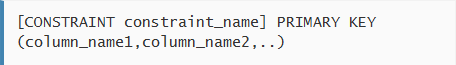 [CONSTRAINT constraint_name] PRIMARY KEY
(column_name1,column_name2,..)